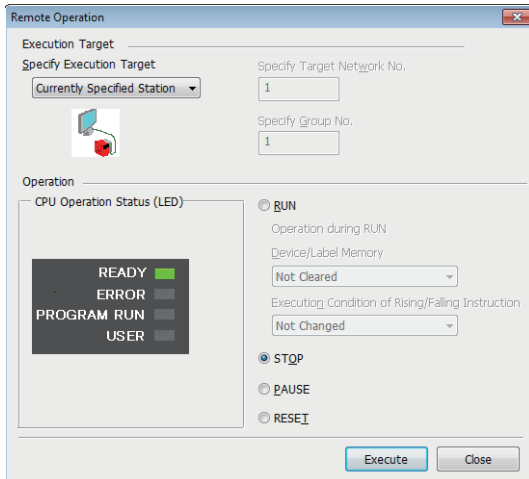 Remote Operation
Execution Target
Specify Execution Target
Currently Specified Station
Specify Target Network No.
1
Specify Group No.
1
Operation
CPU Operation Status (LED)
READY
ERROR
PROGRAM RUN
USER
RUN
Operation during RUN
Device/Label Memory
Not Cleared
Execution Condition of Rising/Falling Instruction
Not Changed
STOP
PAUSE
RESET
Execute
Close